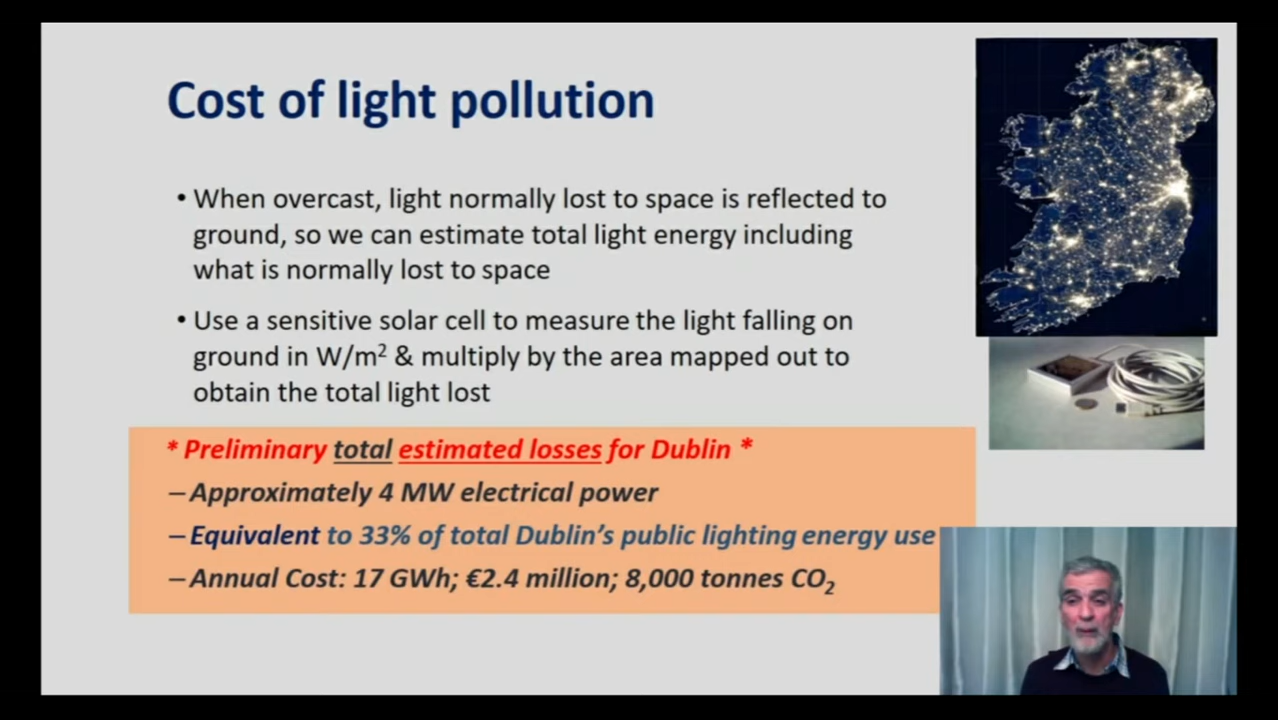 Cost of light pollution
• When overcast, light normally lost to space is reflected to
ground, so we can estimate total light energy including
what is normally lost to space
• Use a sensitive solar cell to measure the light falling on
ground in W/m² & multiply by the area mapped out to
obtain the total light lost
* Preliminary total estimated losses for Dublin *
– Approximately 4 MW electrical power
– Equivalent to 33% of total Dublin's public lighting energy use
– Annual Cost: 17 GWh; €2.4 million; 8,000 tonnes CO₂